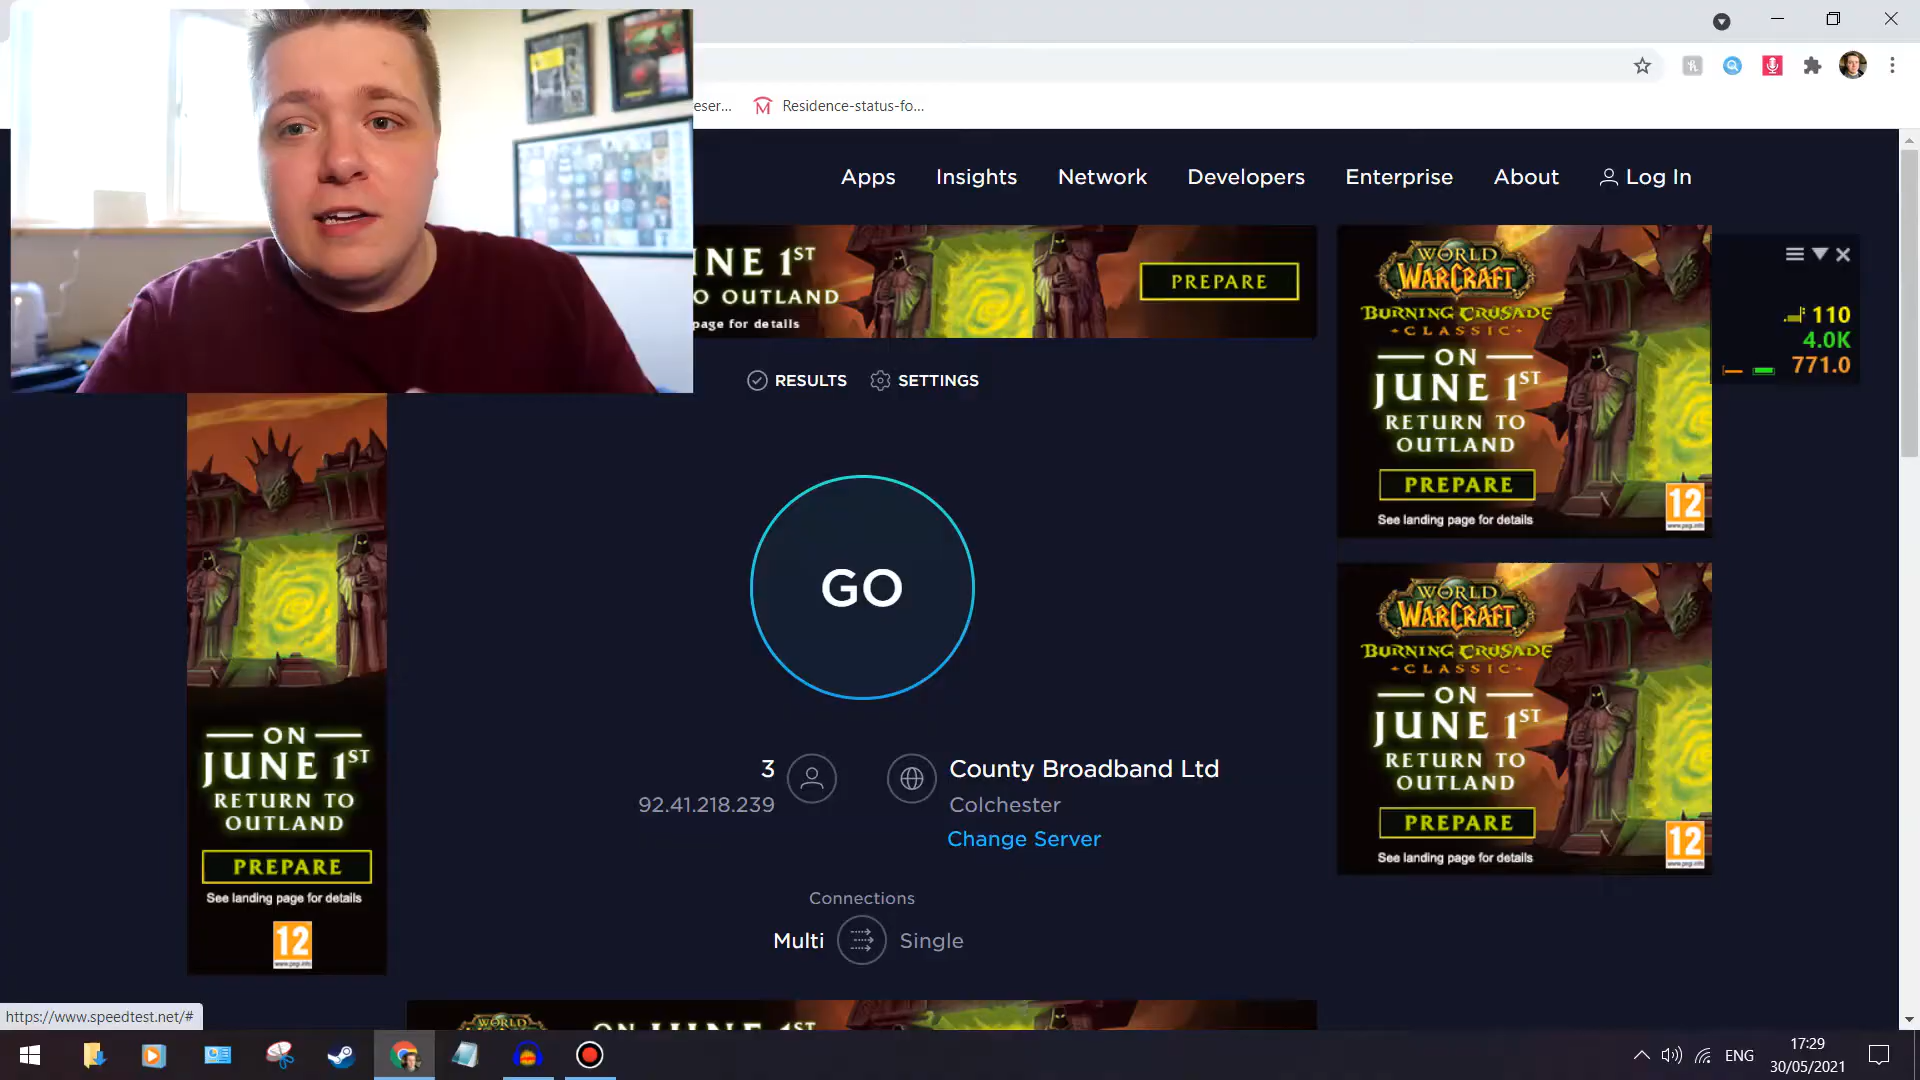 eser...
Residence-status-fo...
Apps
Insights
Network
Developers
Enterprise
About
Log In
NE 1ST
O OUTLAND
page for details
PREPARE
WORLD
WARCRAFT
BURNING CRUSADE
CLASSIC
ON
JUNE 1ST
RETURN TO
OUTLAND
PREPARE
See landing page for details
12
110
4.0K
771.0
RESULTS
SETTINGS
GO
ON
JUNE 1ST
RETURN TO
OUTLAND
PREPARE
See landing page for details
12
WORLD
WARCRAFT
BURNING CRUSADE
CLASSIC
ON
JUNE 1ST
RETURN TO
OUTLAND
PREPARE
See landing page for details
12
3
92.41.218.239
County Broadband Ltd
Colchester
Change Server
Connections
Multi
Single
WORLD
ON JUNE 1ST
https://www.speedtest.net/#
ENG
17:29
30/05/2021